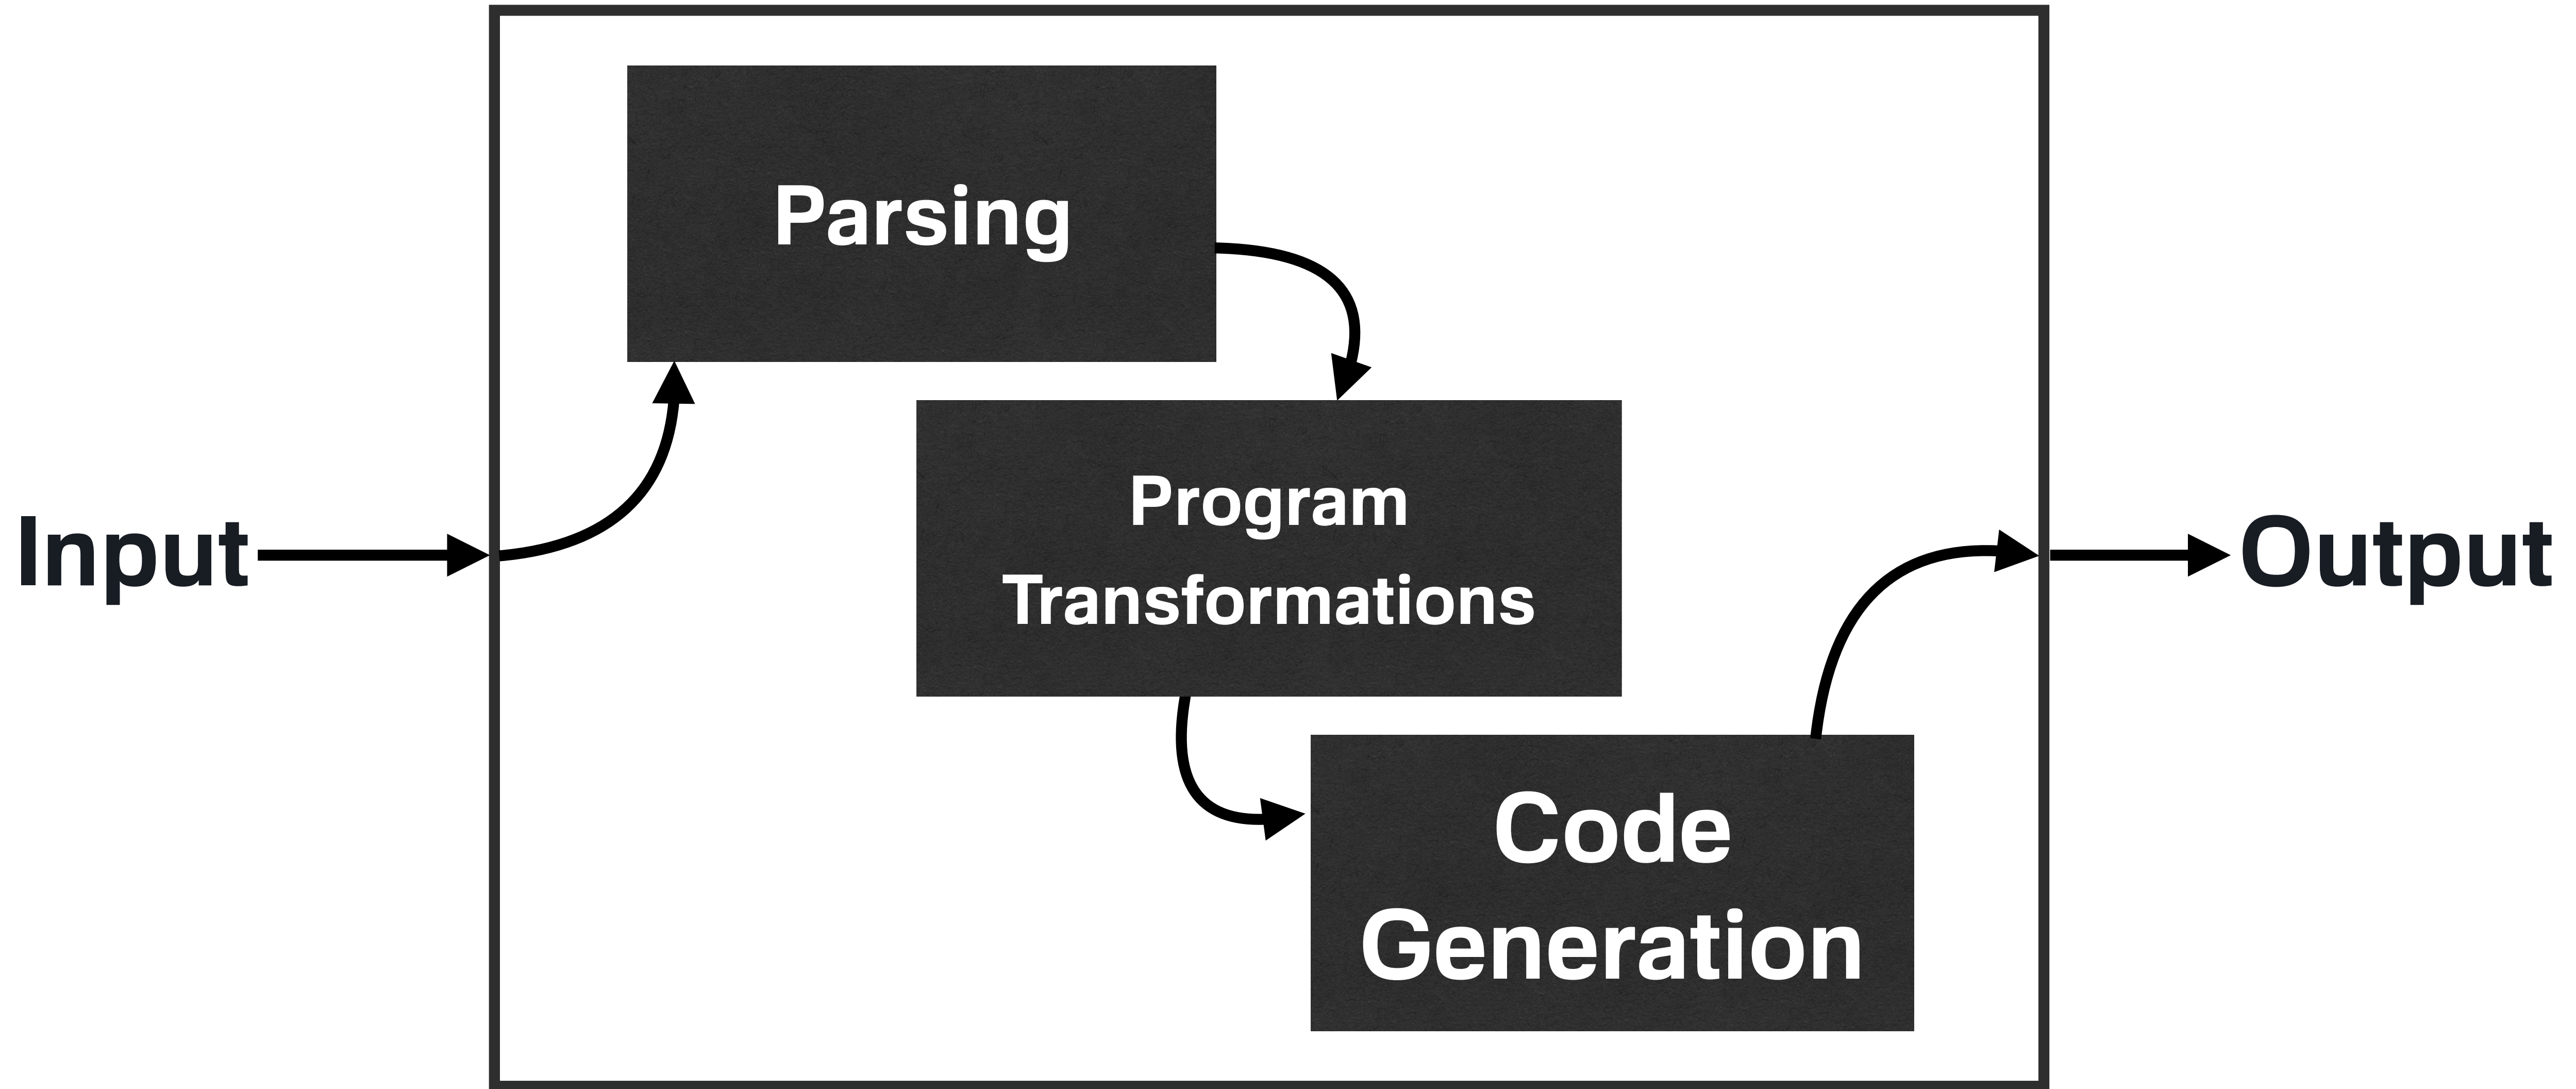 Parsing
Program
Transformations
Input
Output
Code
Generation